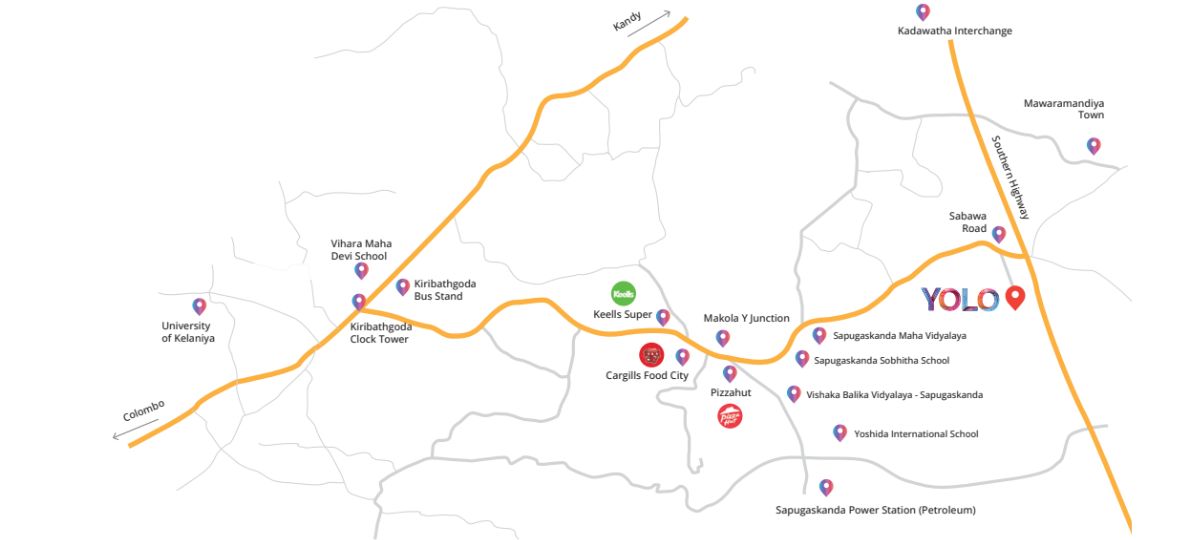 Kandy
Kadawatha Interchange
Mawaramandiya
Town
Southern Highway
Sabawa
Road
Vihara Maha
Devi School
Kiribathgoda
Bus Stand
YOLO
Keells
Keells Super
University
of Kelaniya
Kiribathgoda
Clock Tower
Makola Y Junction
Sapugaskanda Maha Vidyalaya
Sapugaskanda Sobhitha School
Cargills Food City
Pizzahut
Vishaka Balika Vidyalaya - Sapugaskanda
Colombo
Pizza
Hut
Yoshida International School
Sapugaskanda Power Station (Petroleum)